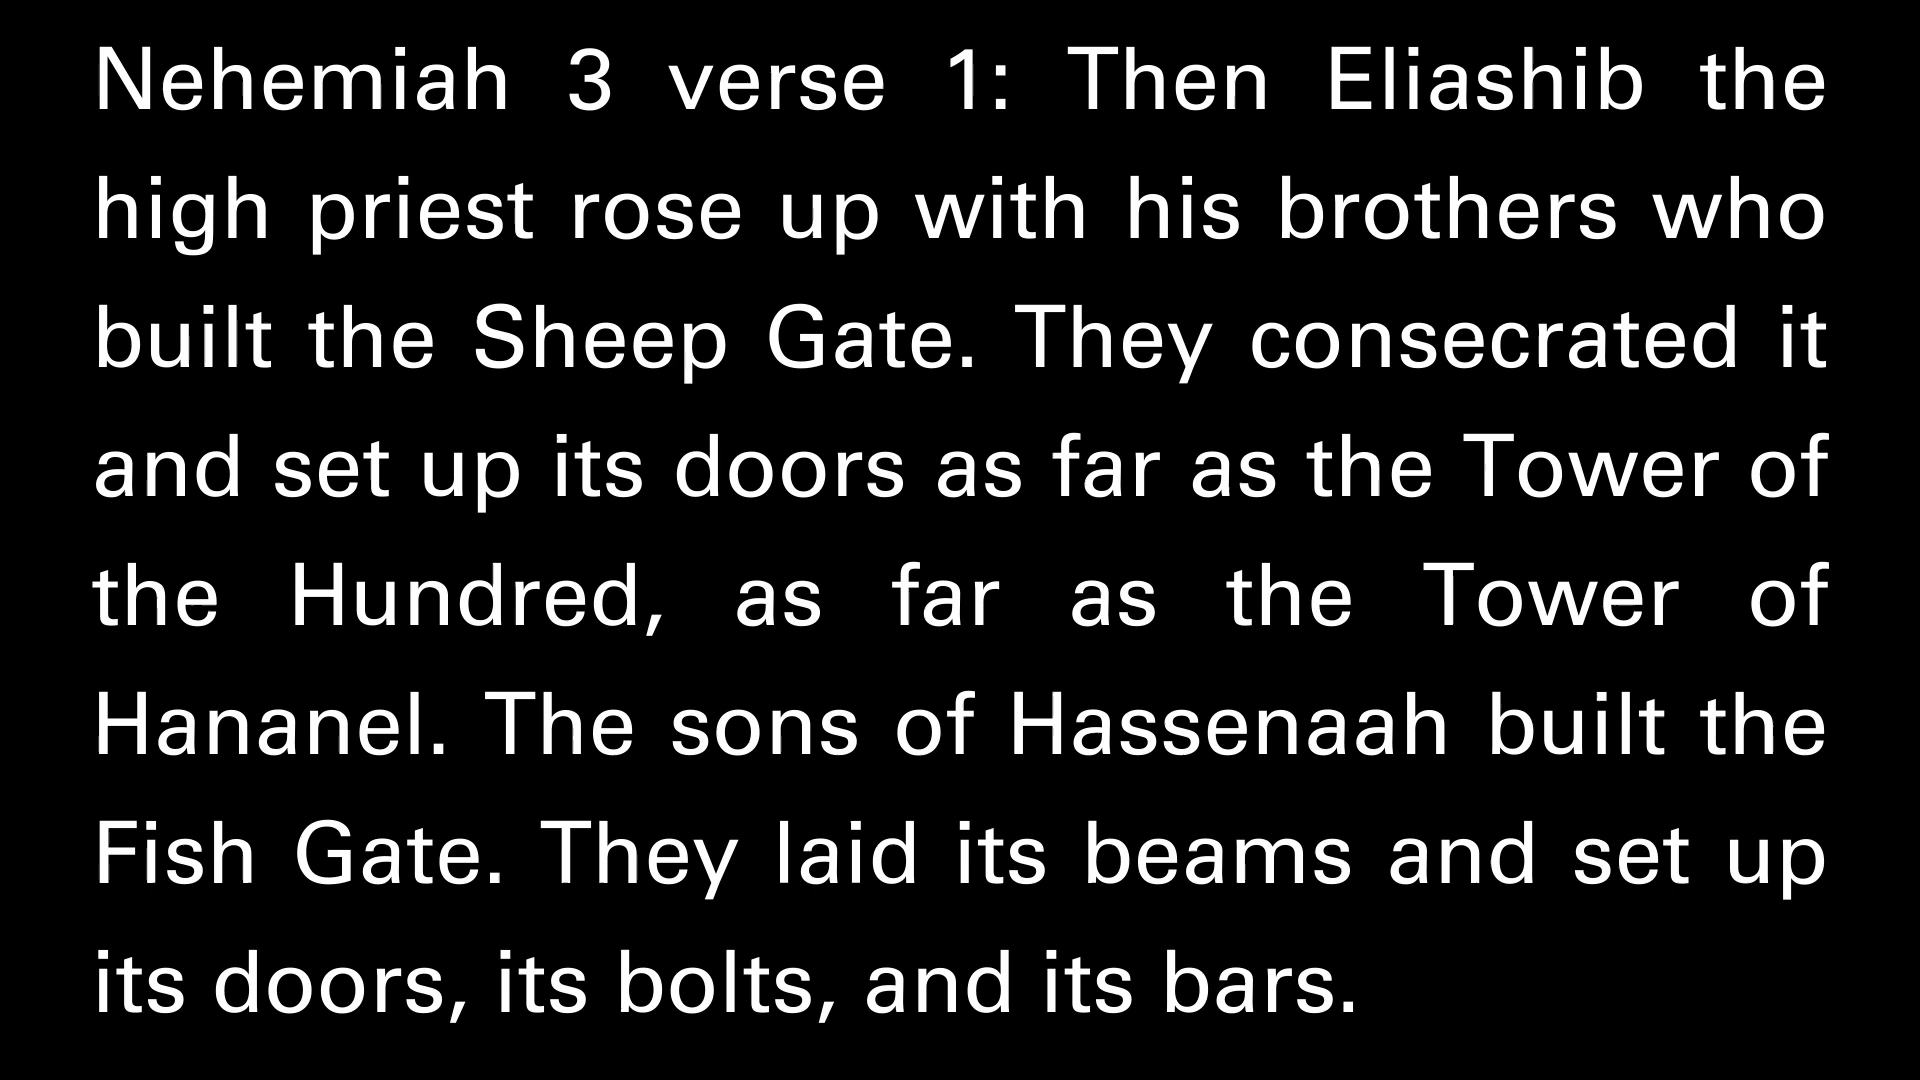 Nehemiah 3 verse 1: Then Eliashib the
high priest rose up with his brothers who
built the Sheep Gate. They consecrated it
and set up its doors as far as the Tower of
the Hundred, as far as the Tower of
Hananel. The sons of Hassenaah built the
Fish Gate. They laid its beams and set up
its doors, its bolts, and its bars.